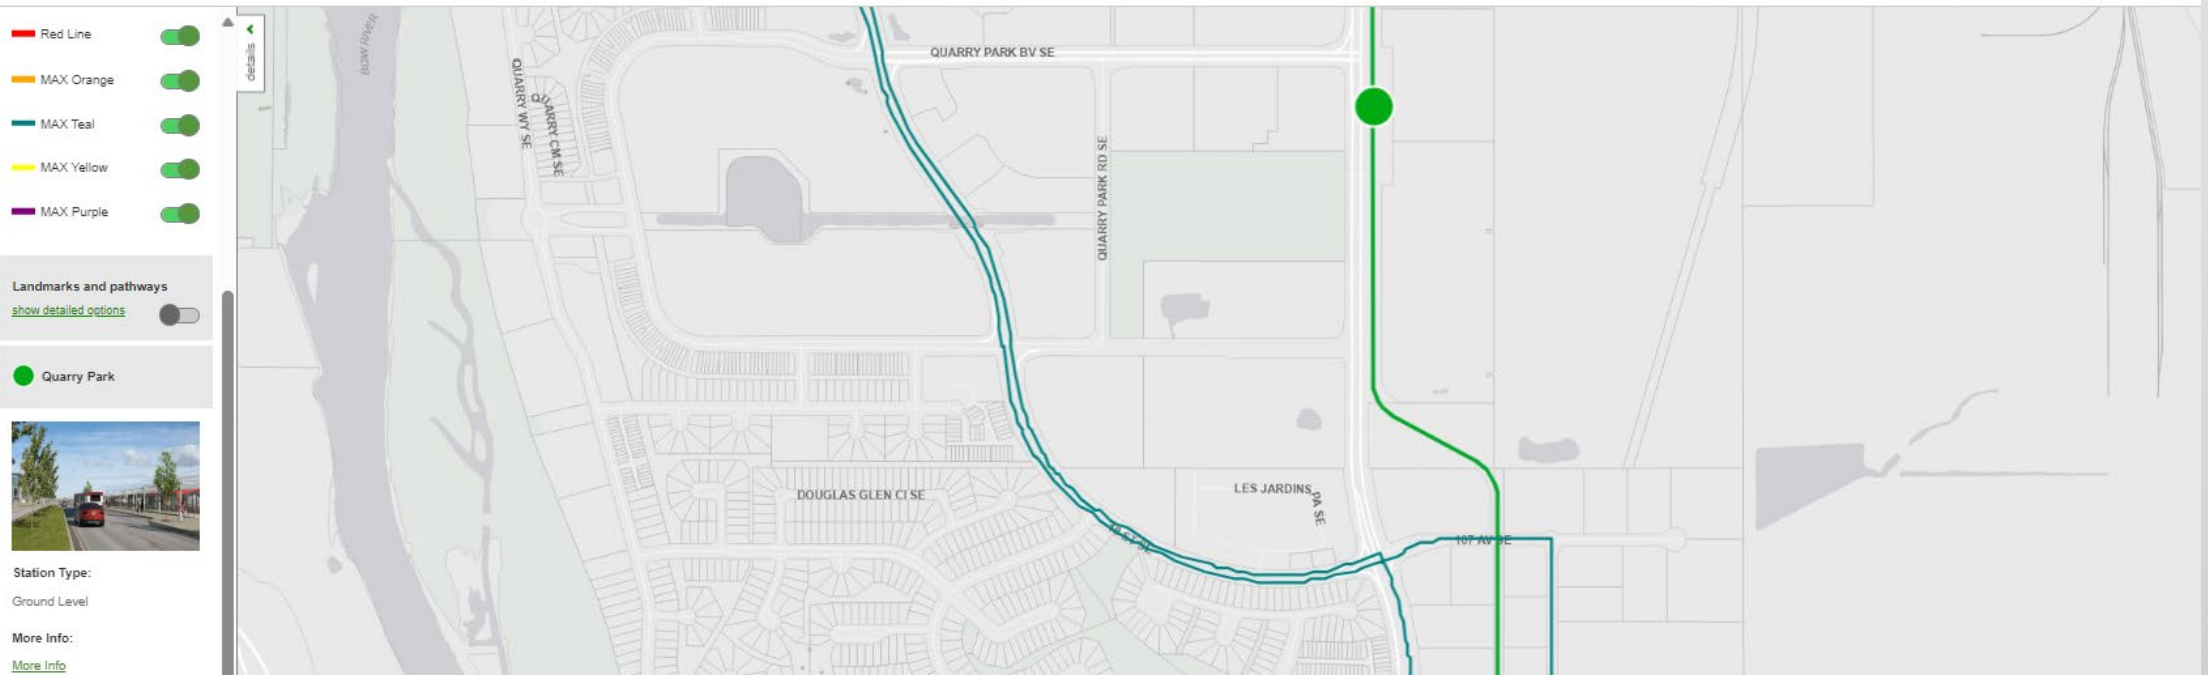 Red Line
MAX Orange
MAX Teal
MAX Yellow
MAX Purple
Landmarks and pathways
show detailed options
Quarry Park
Station Type:
Ground Level
More Info:
More Info
details
BOW RIVER
QUARRY WY SE
QUARRY CM SE
QUARRY PARK BV SE
QUARRY PARK RD SE
DOUGLAS GLEN CI SE
LES JARDINS PA SE
107 AV SE